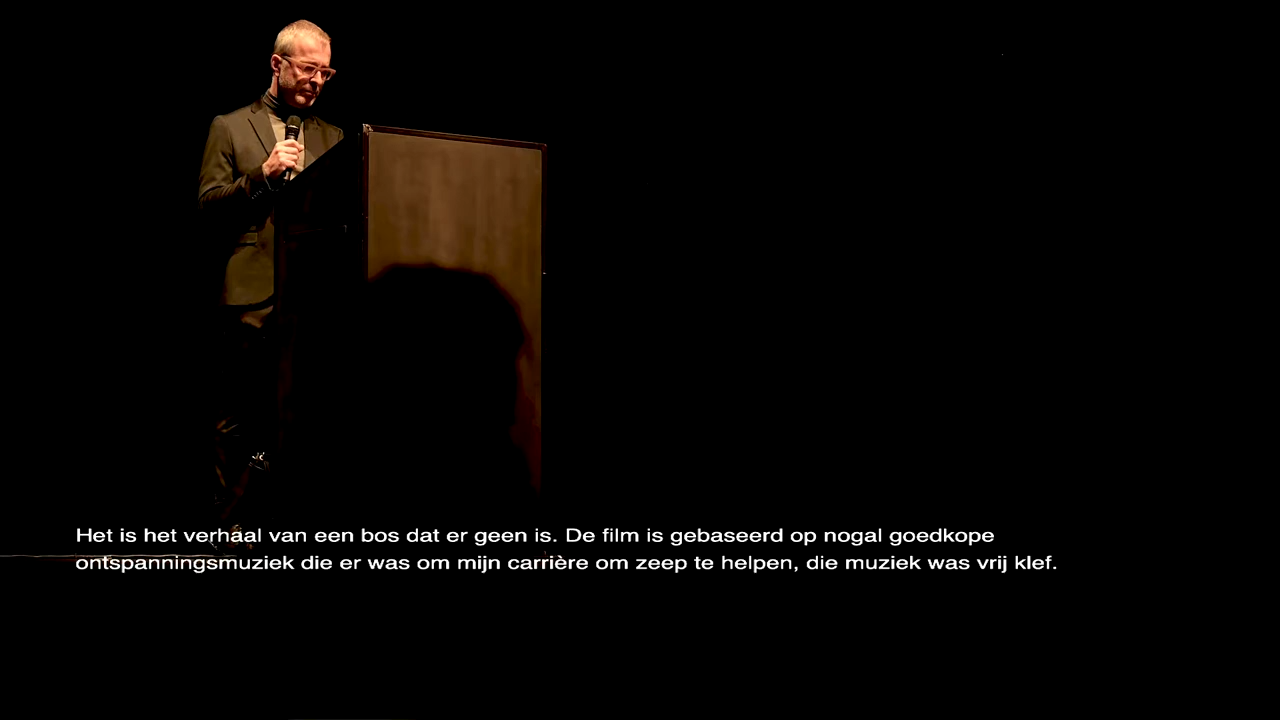 Het is het verhaal van een bos dat er geen is. De film is gebaseerd op nogal goedkope
ontspanningsmuziek die er was om mijn carrière om zeep te helpen, die muziek was vrij klef.